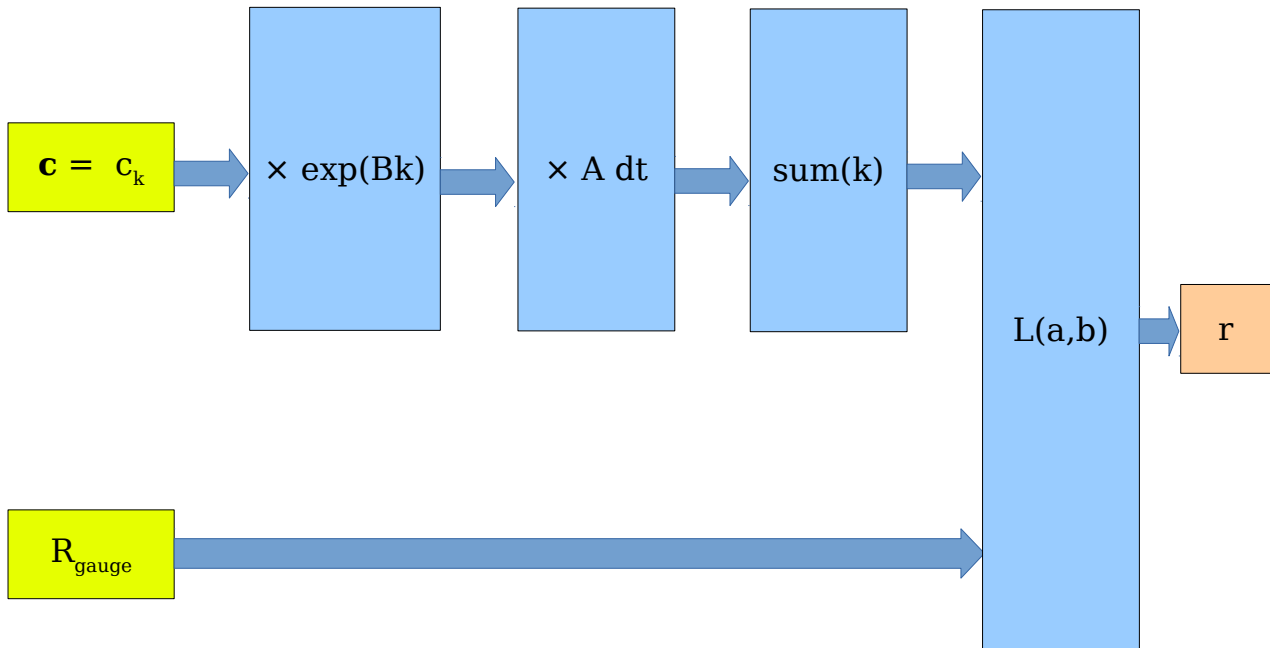 c = c_k
× exp(Bk)
× A dt
sum(k)
L(a,b)
r
R_gauge